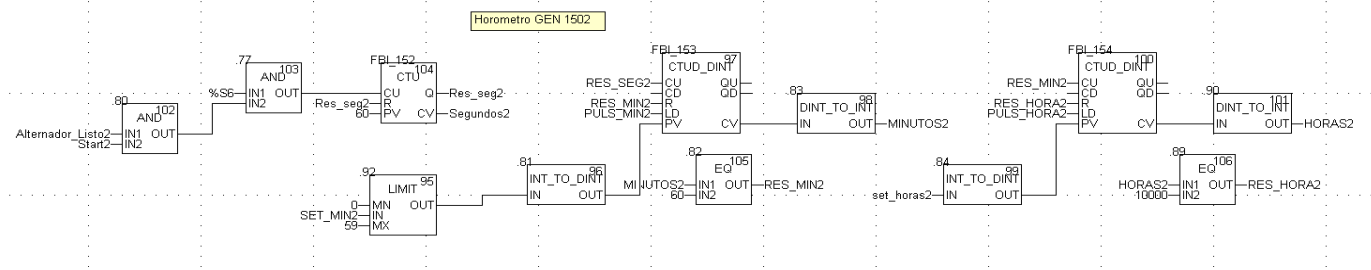 Horometro GEN 1502
.77
103
AND
%S6
IN1 OUT
IN2
.80
102
AND
Alternador_Listo2
IN1 OUT
Start2
IN2
FBI_152
104
CTU
CU Q
Res_seg2
Res_seg2
R
60
PV CV
Segundos2
.92
95
LIMIT
0
MN OUT
SET_MIN2
IN
59
MX
.81
96
INT_TO_DINT
IN OUT
FBI_153
97
CTUD_DINT
RES_SEG2
CU QU
CD QD
RES_MIN2
R
PULS_MIN2
LD
PV CV
.83
98
DINT_TO_INT
IN OUT
MINUTOS2
.82
105
EQ
MINUTOS2
IN1 OUT
RES_MIN2
60
IN2
FBI_154
100
CTUD_DINT
RES_MIN2
CU QU
CD QD
RES_HORA2
R
PULS_HORA2
LD
PV CV
.84
99
INT_TO_DINT
set_horas2
IN OUT
.90
101
DINT_TO_INT
IN OUT
HORAS2
.89
106
EQ
HORAS2
IN1 OUT
RES_HORA2
10000
IN2